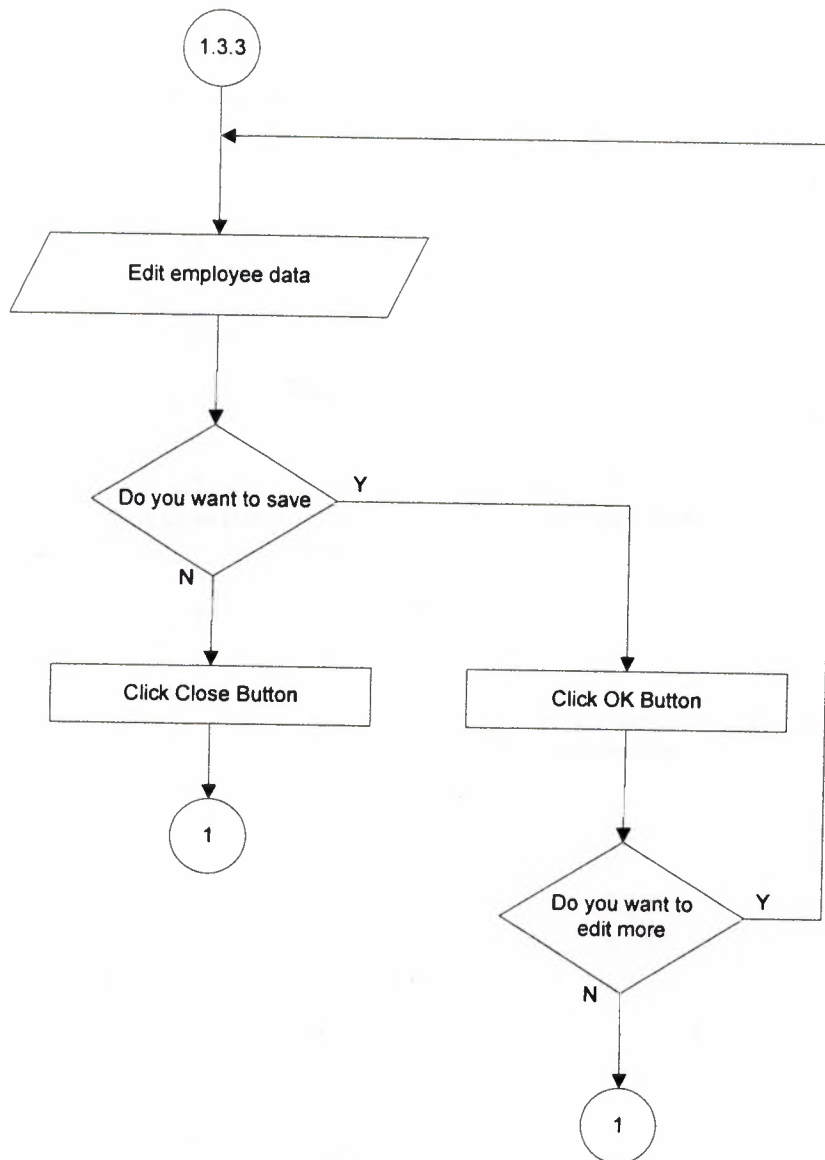 1.3.3
Edit employee data
Do you want to save
Y
N
Click Close Button
Click OK Button
1
Do you want to
edit more
Y
N
1